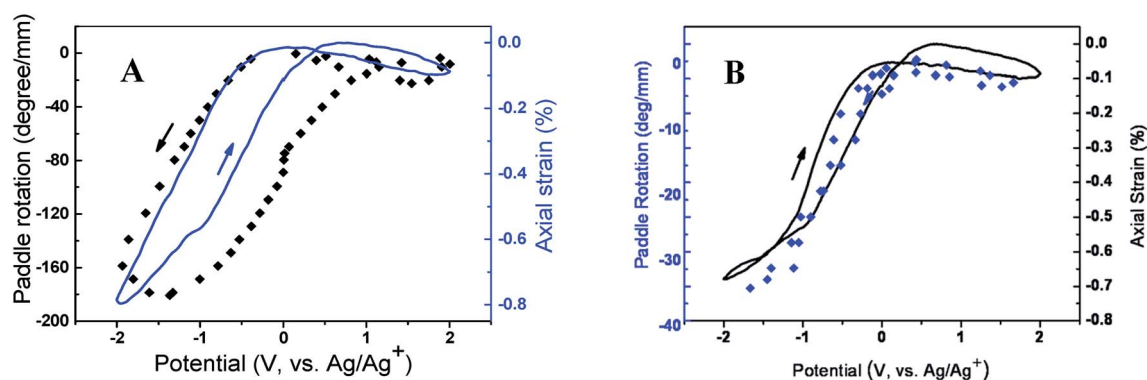 A
Paddle rotation (degree/mm)
0
-40
-80
-120
-160
-200
0.0
-0.2
-0.4
-0.6
-0.8
Axial strain (%)
-2 -1 0 1 2
Potential (V, vs. Ag/Ag+)
B
Paddle Rotation (deg/mm)
0
-10
-20
-30
-40
0.0
-0.1
-0.2
-0.3
-0.4
-0.5
-0.6
-0.7
-0.8
Axial Strain (%)
-2 -1 0 1 2
Potential (V, vs. Ag/Ag+)